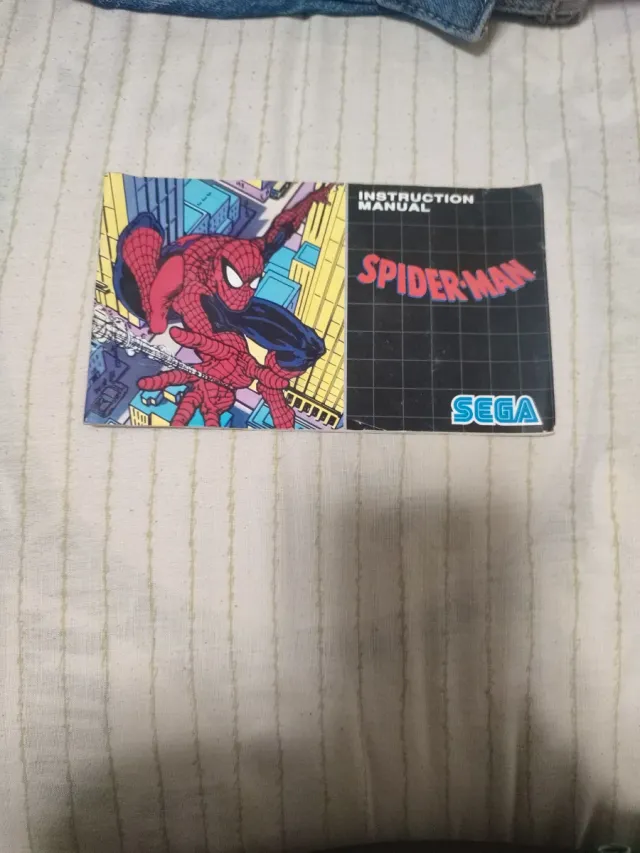 INSTRUCTION
MANUAL
SPIDER-MAN
SEGA